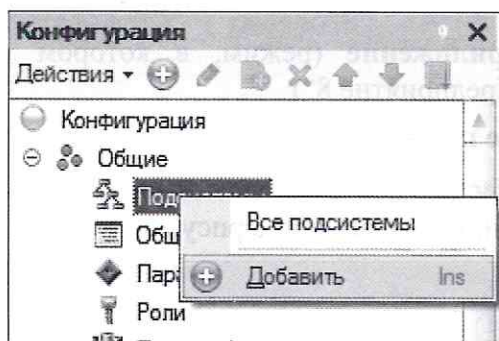 Конфигурация
Действия
Конфигурация
Общие
Все подсистемы
Добавить Ins
Роли